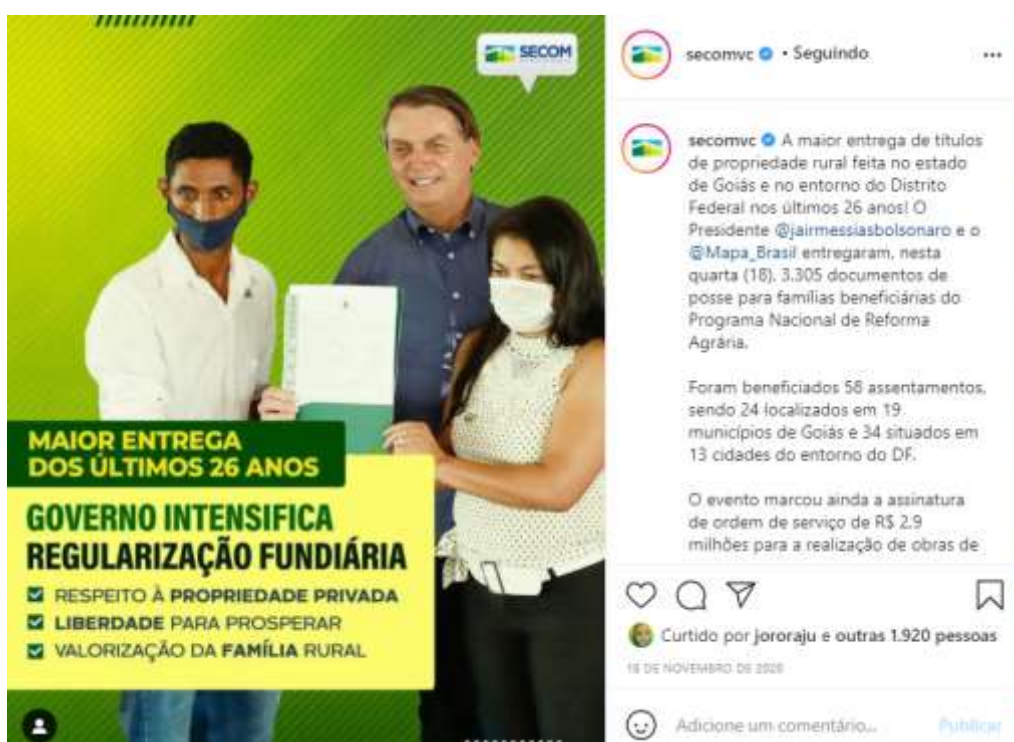 SECOM
MAIOR ENTREGA
DOS ÚLTIMOS 26 ANOS
GOVERNO INTENSIFICA
REGULARIZAÇÃO FUNDIÁRIA
RESPEITO À PROPRIEDADE PRIVADA
LIBERDADE PARA PROSPERAR
VALORIZAÇÃO DA FAMÍLIA RURAL
secomvc • Seguindo
secomvc A maior entrega de títulos
de propriedade rural feita no estado
de Goiás e no entorno do Distrito
Federal nos últimos 26 anos! O
Presidente @jairmessiasbolsonaro e o
@Mapa_Brasil entregaram, nesta
quarta (18), 3.305 documentos de
posse para famílias beneficiárias do
Programa Nacional de Reforma
Agrária.
Foram beneficiados 58 assentamentos,
sendo 24 localizados em 19
municípios de Goiás e 34 situados em
13 cidades do entorno do DF.
O evento marcou ainda a assinatura
de ordem de serviço de R$ 2,9
milhões para a realização de obras de
Curtido por jororaju e outras 1.920 pessoas
18 DE NOVEMBRO DE 2020
Adicione um comentário...
Publicar